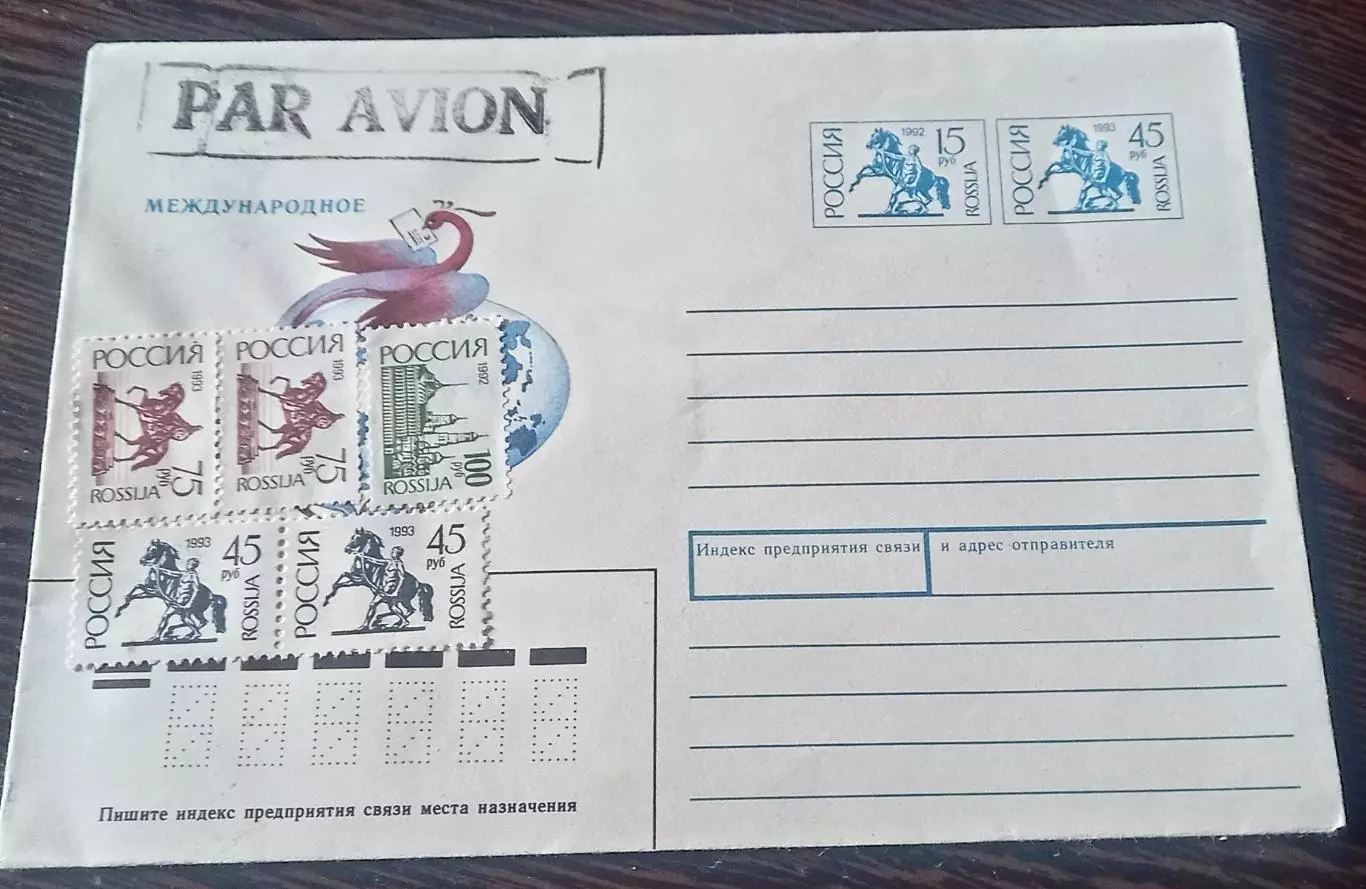 PAR AVION
МЕЖДУНАРОДНОЕ
РОССИЯ 1992 15 руб ROSSIJA
РОССИЯ 1993 45 руб ROSSIJA
РОССИЯ 1993 75 руб ROSSIJA
РОССИЯ 1993 75 руб ROSSIJA
РОССИЯ 1992 100 руб ROSSIJA
РОССИЯ 1993 45 руб ROSSIJA
РОССИЯ 1993 45 руб ROSSIJA
Индекс предприятия связи и адрес отправителя
Пишите индекс предприятия связи места назначения